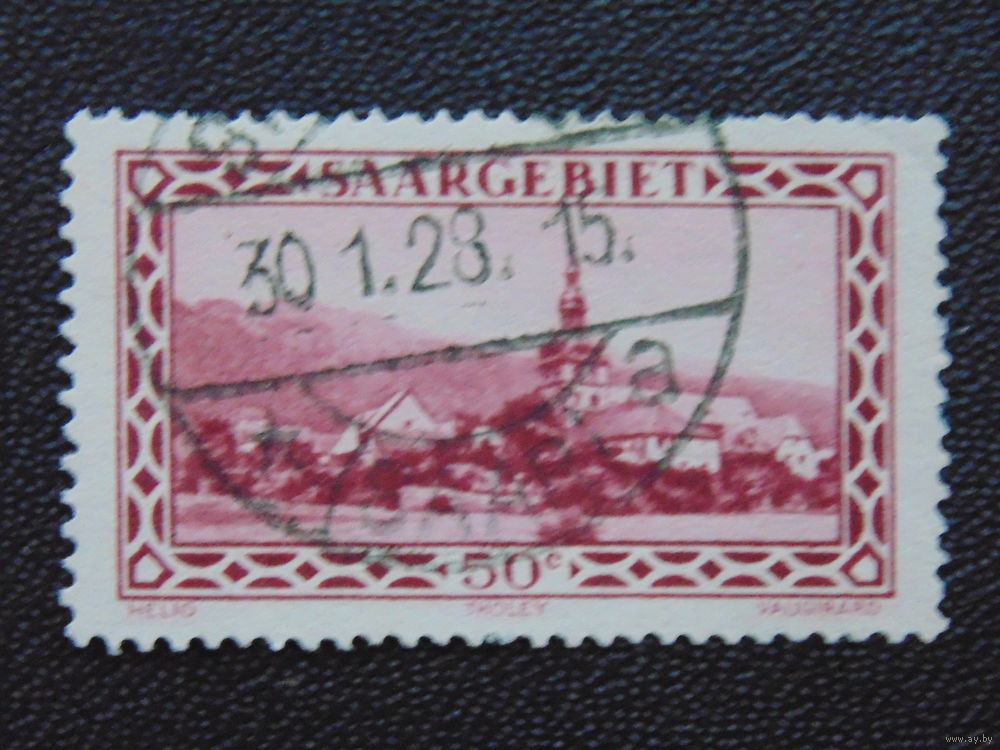 SAARGEBIET
30 1.28. 15.
a
50c
HELIO THOLEY VAUGIRARD
www.ay.by